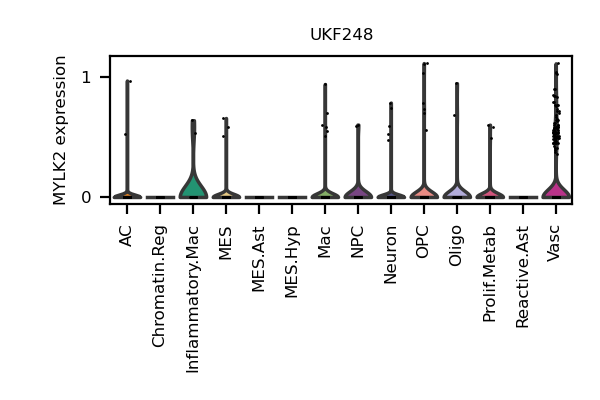 UKF248
MYLK2 expression
1
0
AC
Chromatin.Reg
Inflammatory.Mac
MES
MES.Ast
MES.Hyp
Mac
NPC
Neuron
OPC
Oligo
Prolif.Metab
Reactive.Ast
Vasc